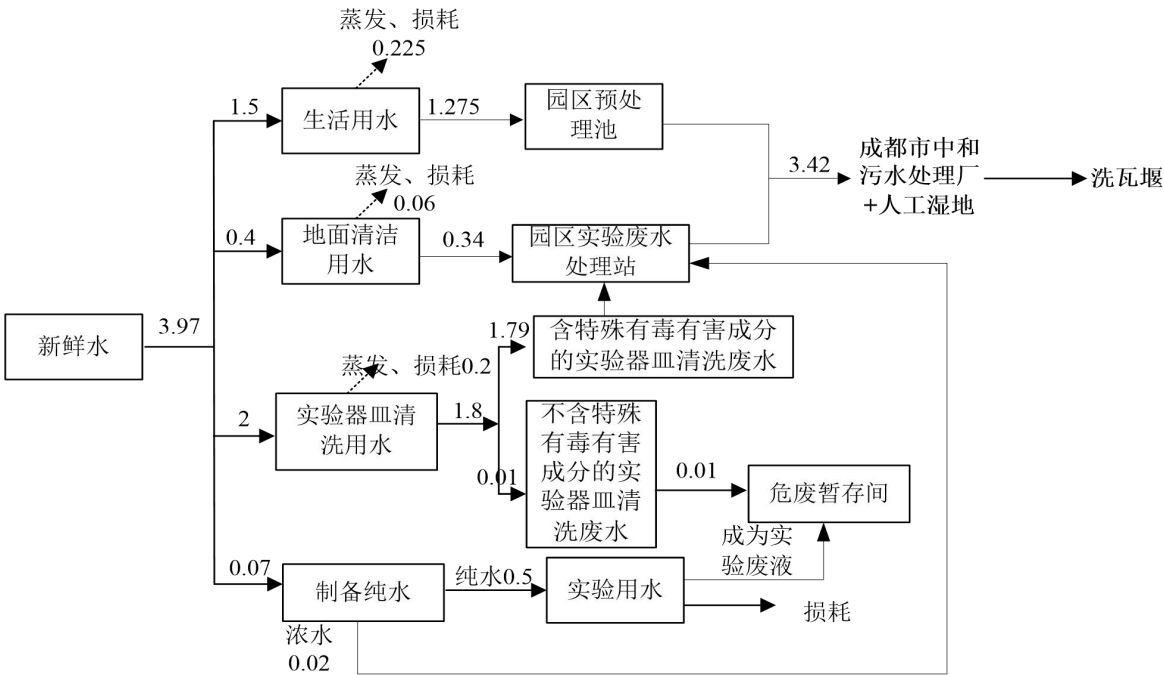 蒸发、损耗
0.225
1.5
生活用水
1.275
园区预处
理池
3.42
成都市中和
污水处理厂
+人工湿地
洗瓦堰
蒸发、损耗
0.06
0.4
地面清洁
用水
0.34
园区实验废水
处理站
新鲜水
3.97
1.79
含特殊有毒有害成分
的实验器皿清洗废水
蒸发、损耗0.2
2
实验器皿清
洗用水
1.8
0.01
不含特殊
有毒有害
成分的实
验器皿清
洗废水
0.01
危废暂存间
成为实
验废液
0.07
制备纯水
纯水0.5
实验用水
损耗
浓水
0.02